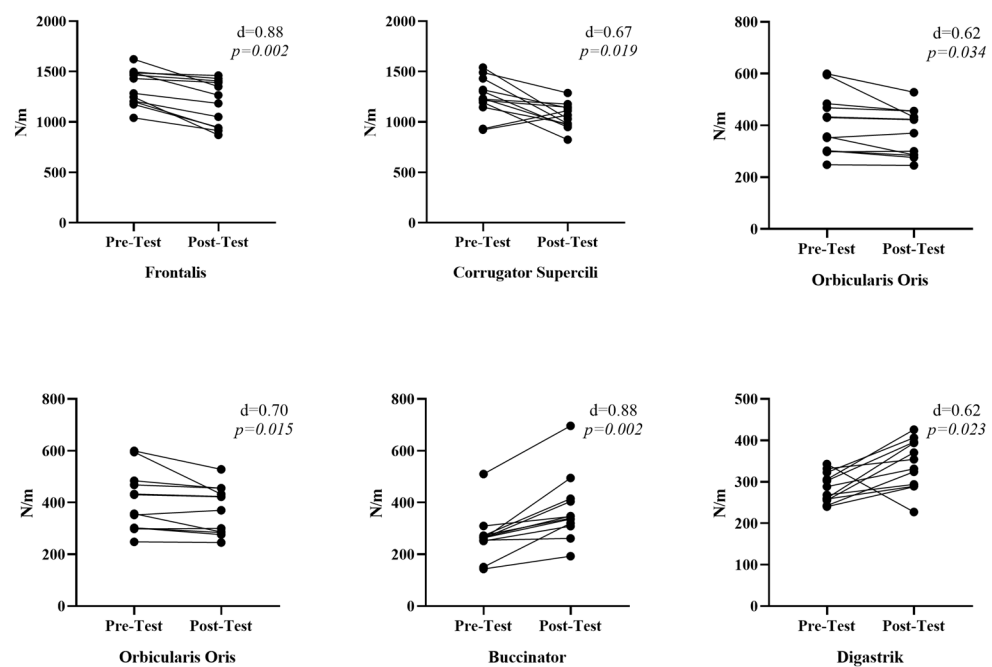 2000
1500
1000
500
0
N/m
d=0.88
p=0.002
Pre-Test Post-Test
Frontalis
2000
1500
1000
500
0
N/m
d=0.67
p=0.019
Pre-Test Post-Test
Corrugator Supercili
800
600
400
200
0
N/m
d=0.62
p=0.034
Pre-Test Post-Test
Orbicularis Oris
800
600
400
200
0
N/m
d=0.70
p=0.015
Pre-Test Post-Test
Orbicularis Oris
800
600
400
200
0
N/m
d=0.88
p=0.002
Pre-Test Post-Test
Buccinator
500
400
300
200
100
0
N/m
d=0.62
p=0.023
Pre-Test Post-Test
Digastrik